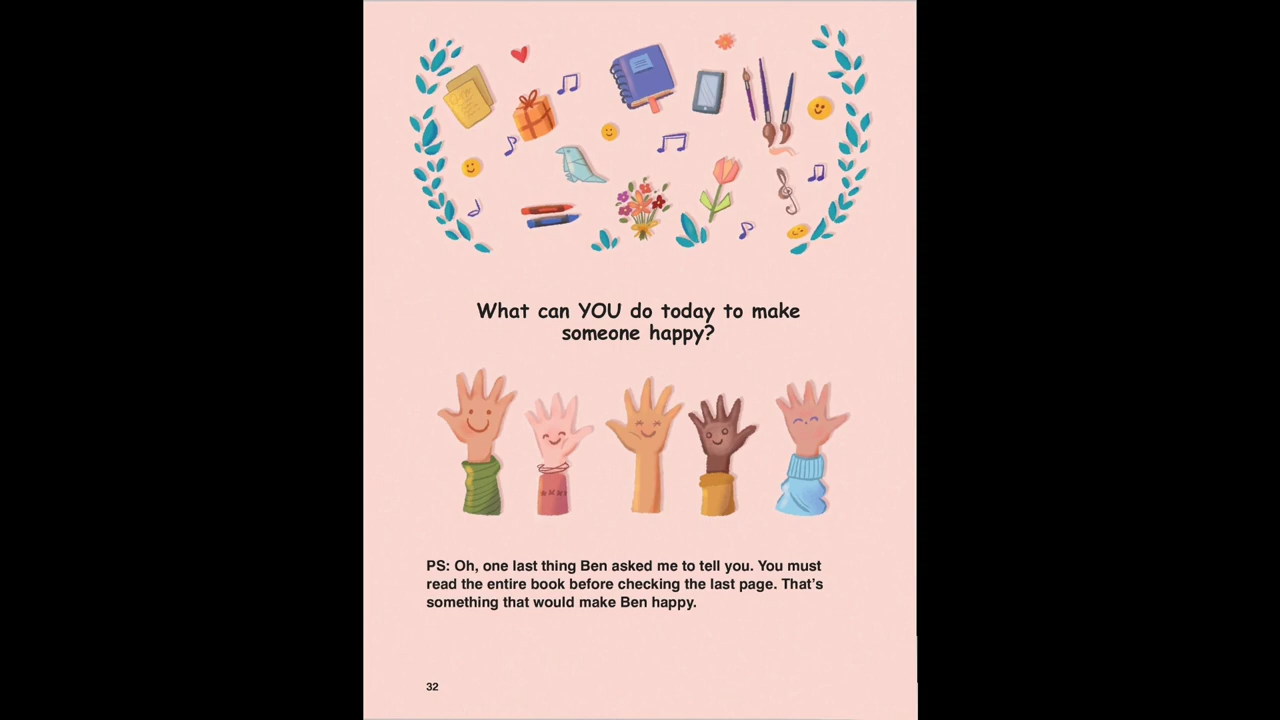 What can YOU do today to make
someone happy?
PS: Oh, one last thing Ben asked me to tell you. You must
read the entire book before checking the last page. That's
something that would make Ben happy.
32